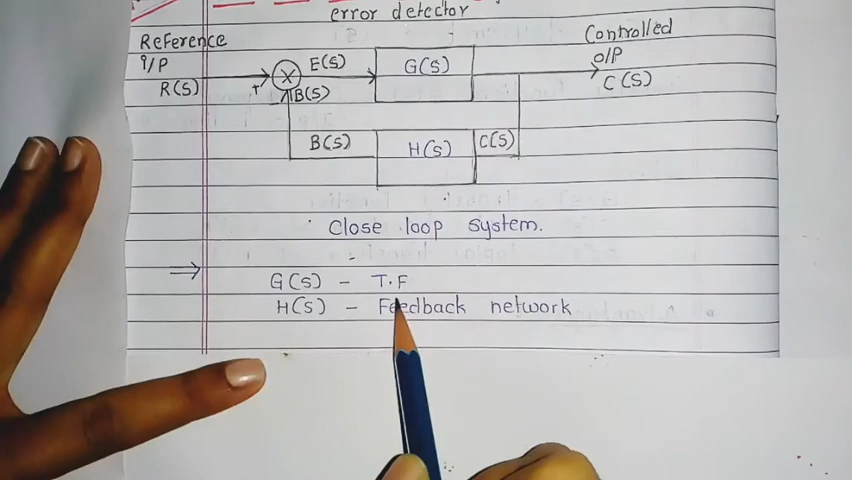 error detector
Reference
Controlled
I/P
E(S)
G(S)
O/P
R(S)
+
B(S)
C(S)
B(S)
H(S)
C(S)
Close loop system.
G(S) - T.F
H(S) - Feedback network